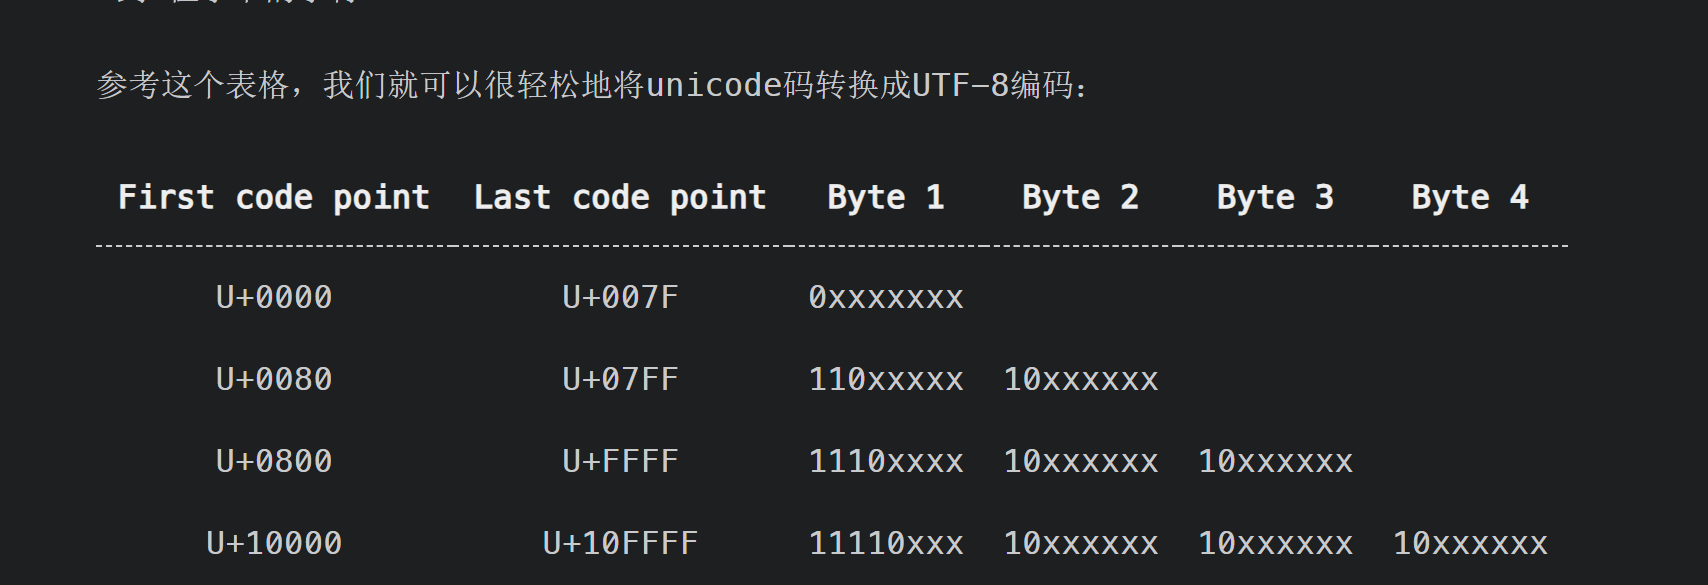 参考这个表格，我们就可以很轻松地将unicode码转换成UTF-8编码：
First code point Last code point Byte 1 Byte 2 Byte 3 Byte 4
U+0000 U+007F 0xxxxxxx
U+0080 U+07FF 110xxxxx 10xxxxxx
U+0800 U+FFFF 1110xxxx 10xxxxxx 10xxxxxx
U+10000 U+10FFFF 11110xxx 10xxxxxx 10xxxxxx 10xxxxxx